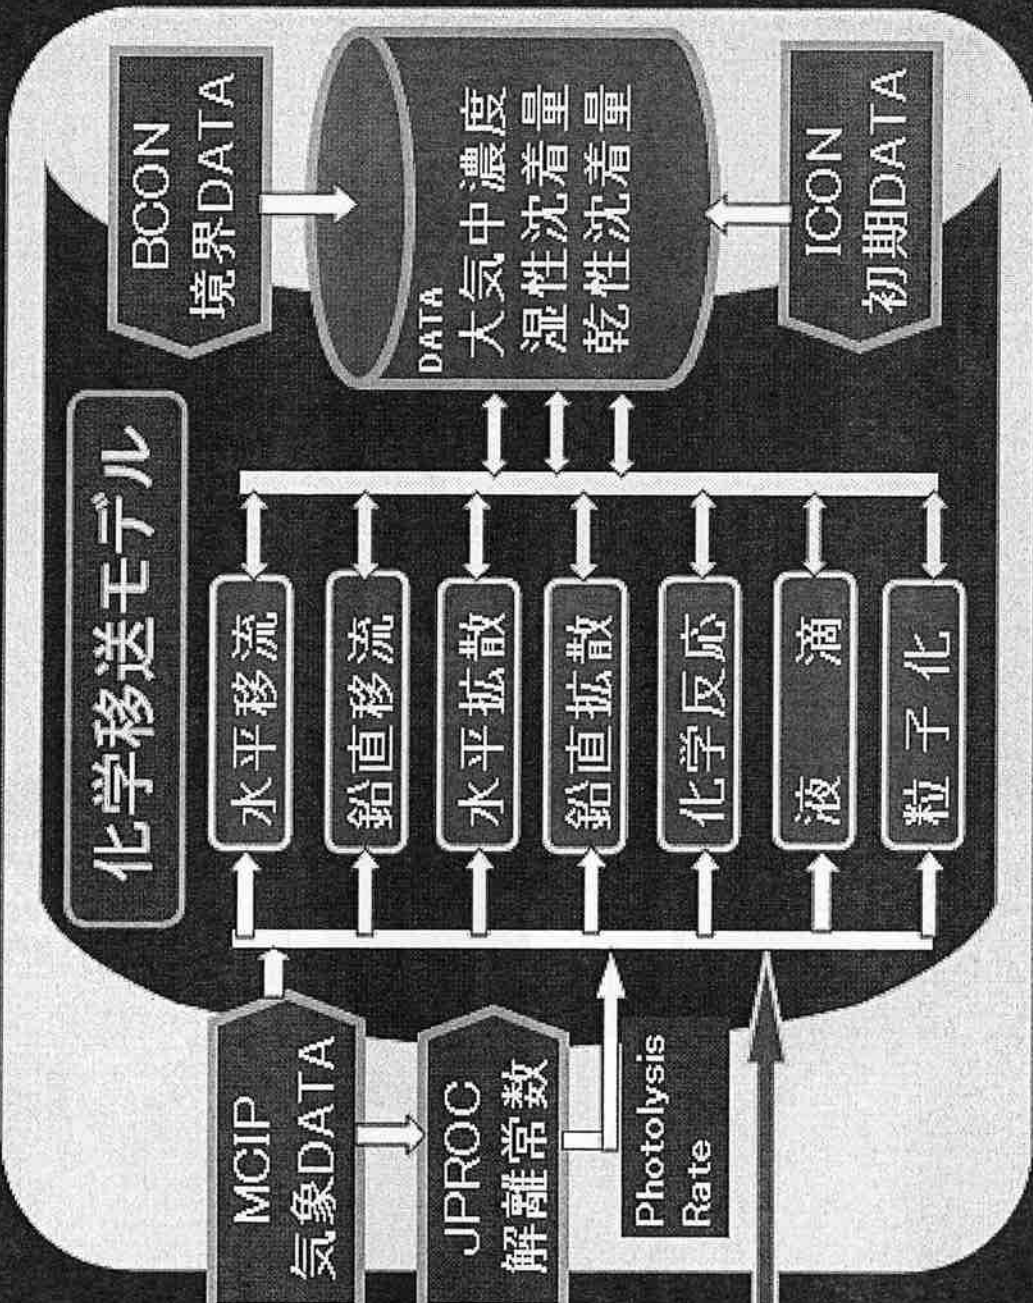 化学移送モデル
MCIP
気象DATA
JPROC
解離常数
Photolysis
Rate
水平移流
鉛直移流
水平拡散
鉛直拡散
化学反応
液 滴
粒子化
BCON
境界DATA
DATA
大気中濃度
湿性沈着量
乾性沈着量
ICON
初期DATA